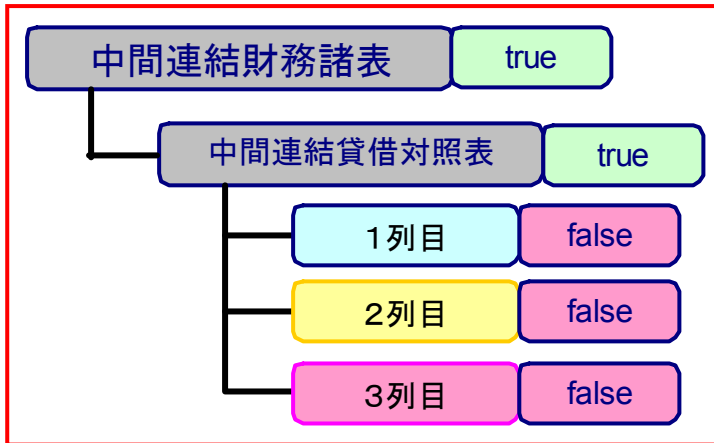 中間連結財務諸表 true
中間連結貸借対照表 true
1列目 false
2列目 false
3列目 false